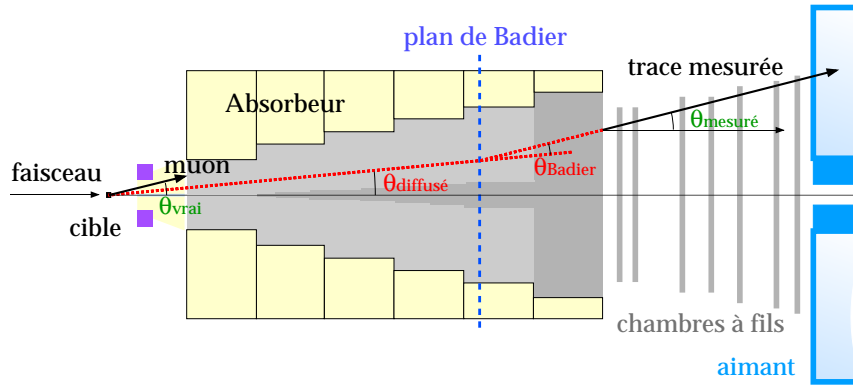 plan de Badier
trace mesurée
Absorbeur
θmesuré
muon
faisceau
θBadier
θdiffusé
θvrai
cible
chambres à fils
aimant